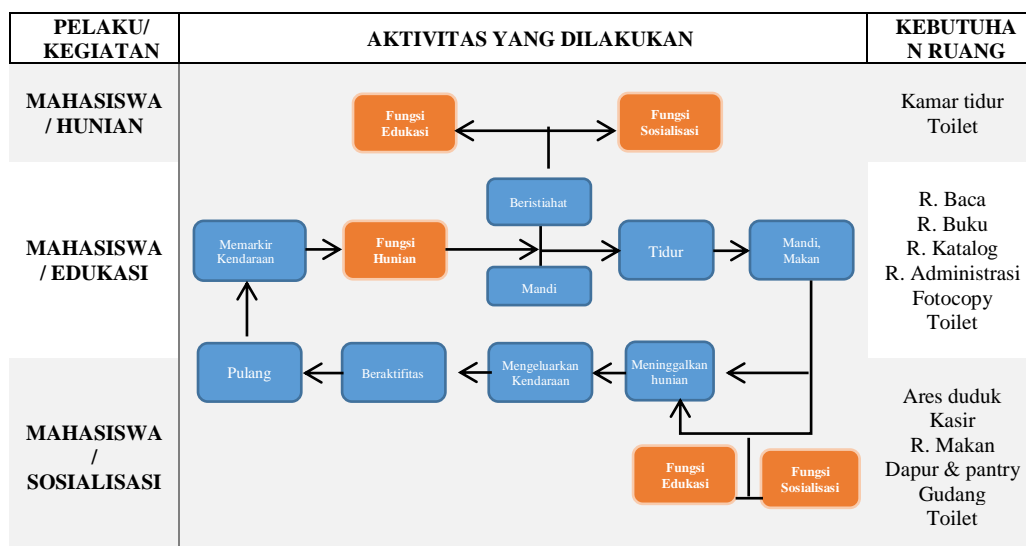 PELAKU/
KEGIATAN
AKTIVITAS YANG DILAKUKAN
KEBUTUHA
N RUANG
MAHASISWA
/ HUNIAN
Fungsi
Edukasi
Fungsi
Sosialisasi
Kamar tidur
Toilet
MAHASISWA
/ EDUKASI
Memarkir
Kendaraan
Fungsi
Hunian
Beristiahat
Mandi
Tidur
Mandi,
Makan
R. Baca
R. Buku
R. Katalog
R. Administrasi
Fotocopy
Toilet
MAHASISWA
/
SOSIALISASI
Pulang
Beraktifitas
Mengeluarkan
Kendaraan
Meninggalkan
hunian
Fungsi
Edukasi
Fungsi
Sosialisasi
Ares duduk
Kasir
R. Makan
Dapur & pantry
Gudang
Toilet